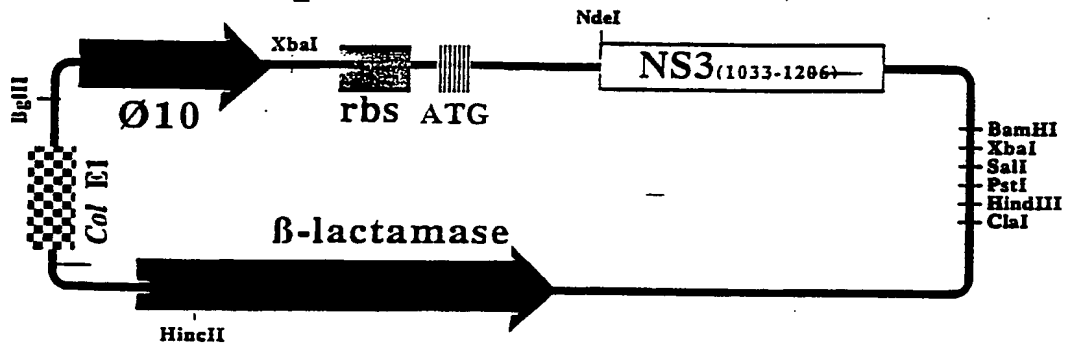 NdeI
XbaI
NS3(1033-1206)
BglII
Ø10
rbs
ATG
BamHI
XbaI
SalI
PstI
HindIII
ClaI
Col E1
ß-lactamase
HincII